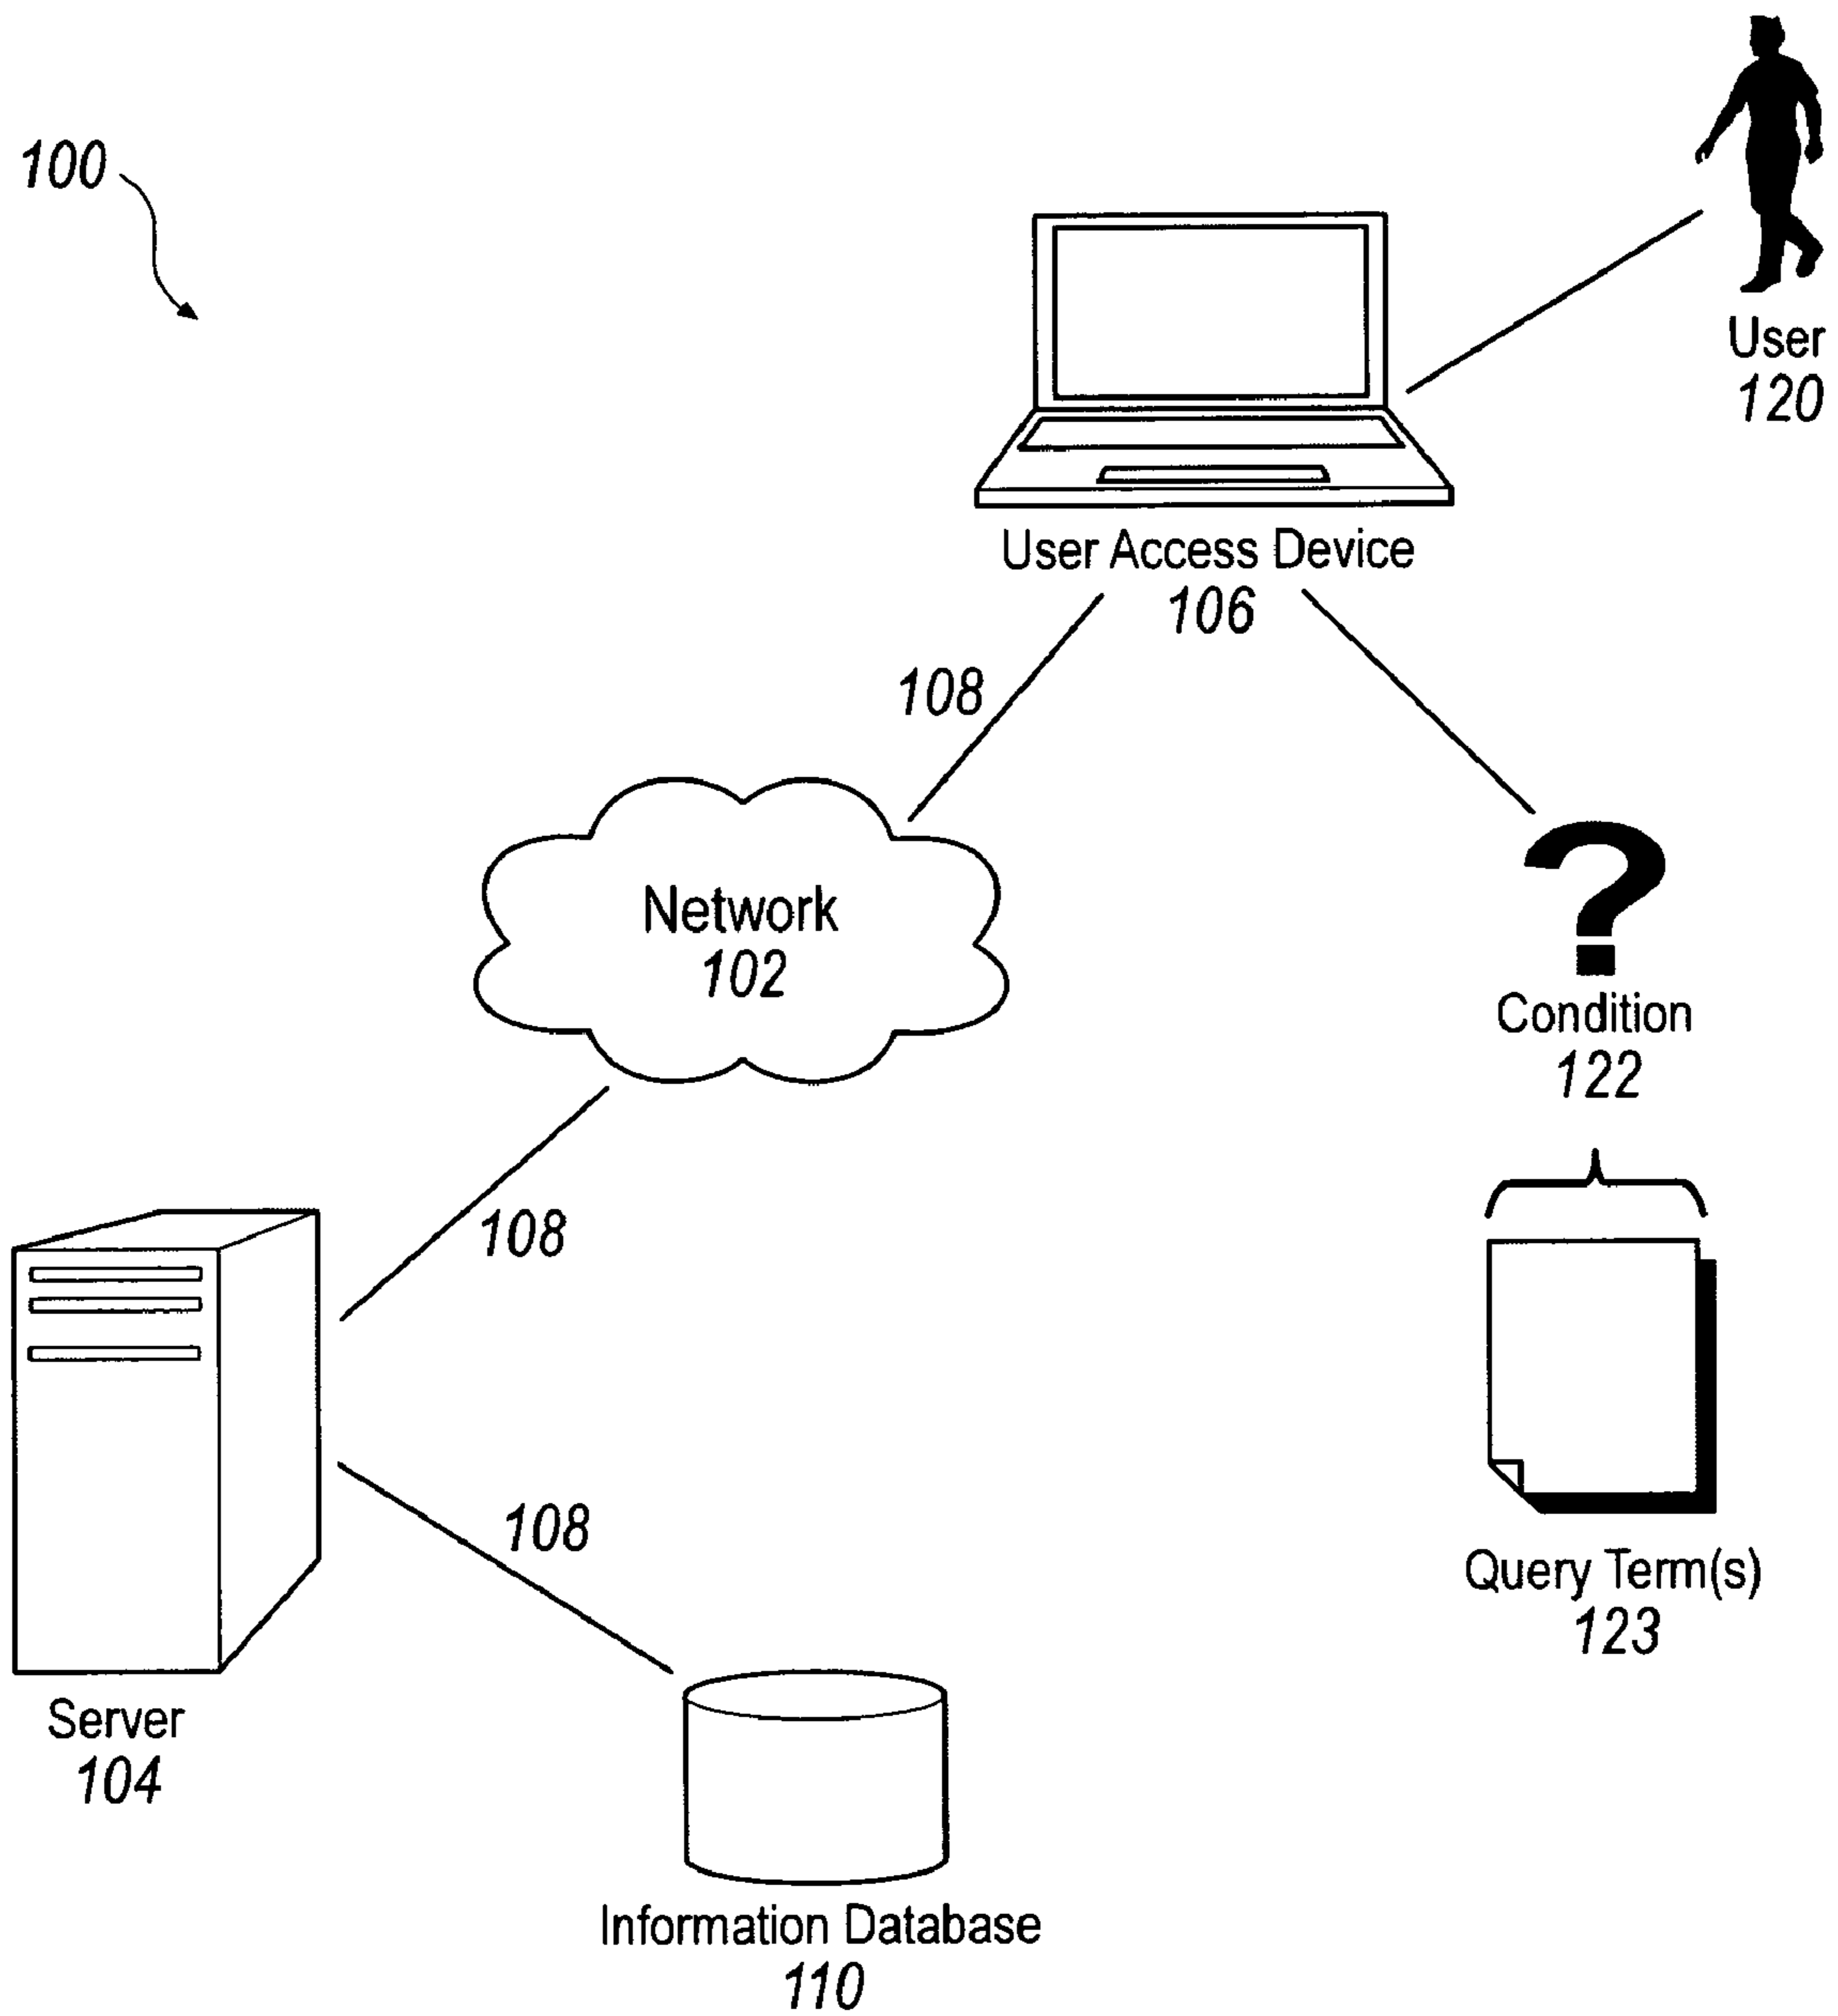 100
User
120
User Access Device
106
108
Network
102
Condition
122
108
108
Query Term(s)
123
Server
104
Information Database
110